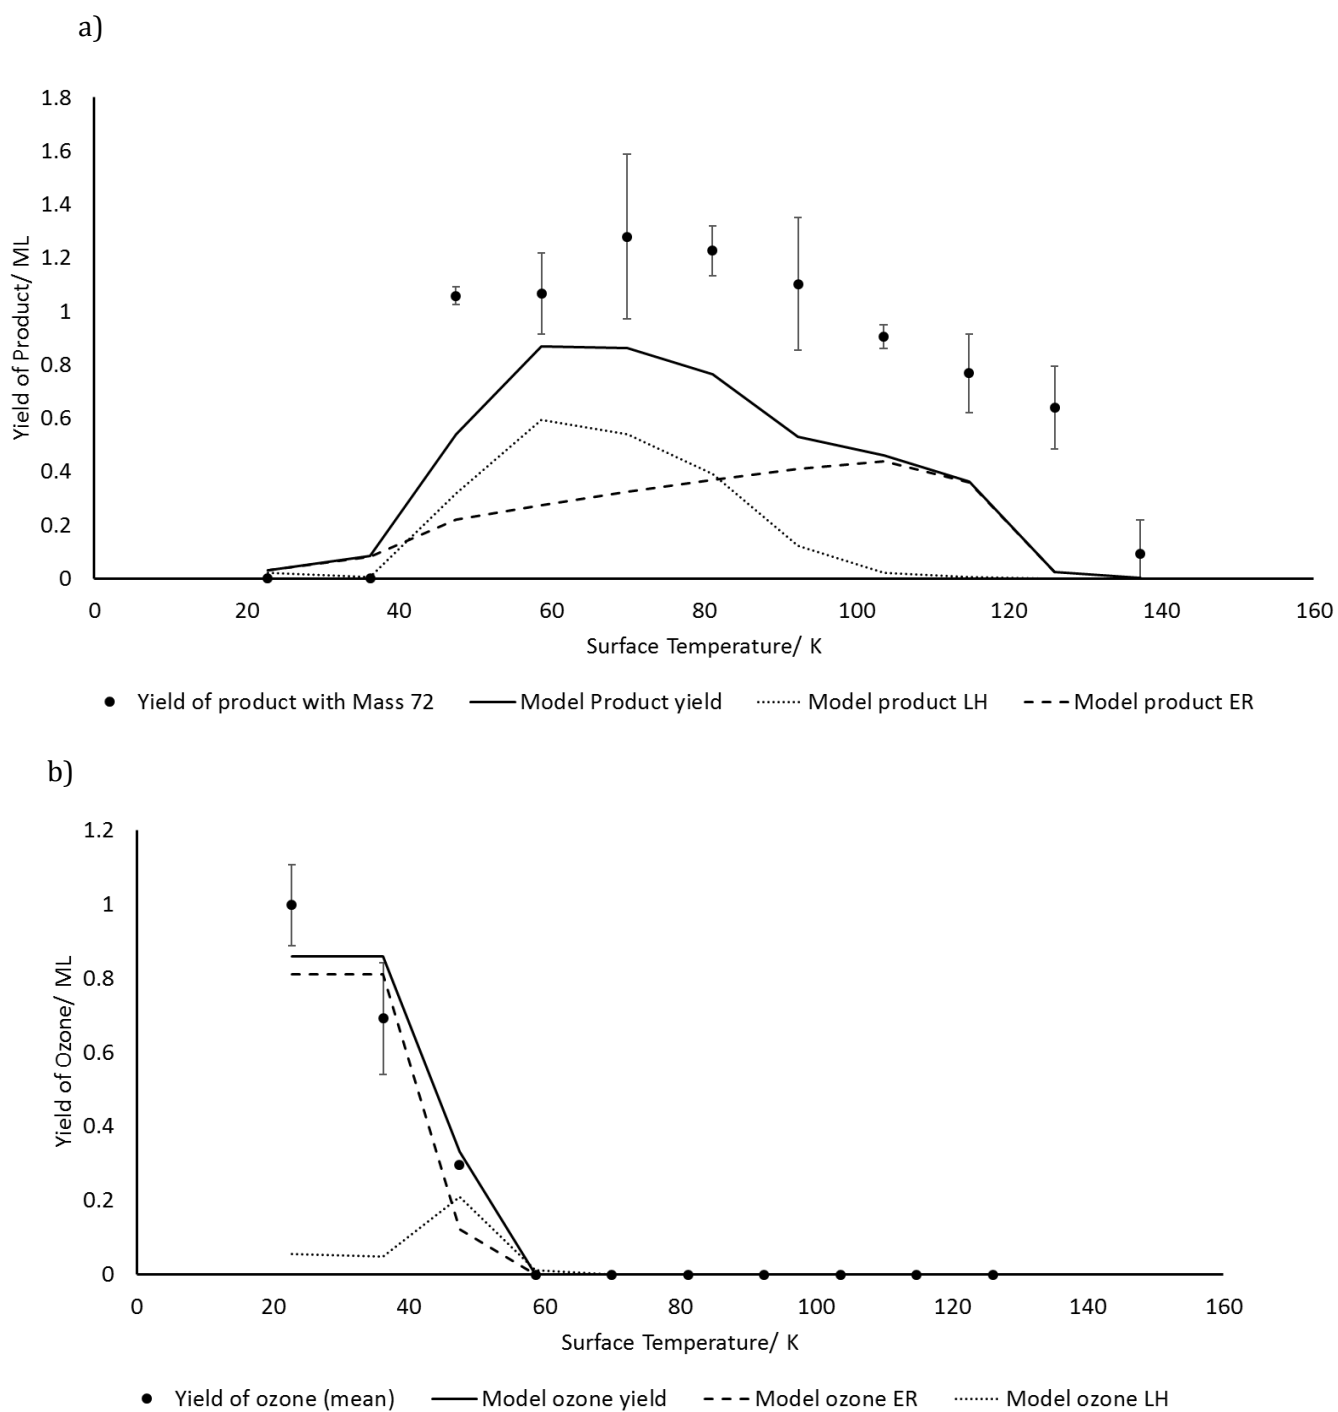 a)
1.8
1.6
1.4
1.2
1
0.8
0.6
0.4
0.2
0
Yield of Product/ ML
0 20 40 60 80 100 120 140 160
Surface Temperature/ K
Yield of product with Mass 72 Model Product yield Model product LH Model product ER
b)
1.2
1
0.8
0.6
0.4
0.2
0
Yield of Ozone/ ML
0 20 40 60 80 100 120 140 160
Surface Temperature/ K
Yield of ozone (mean) Model ozone yield Model ozone ER Model ozone LH